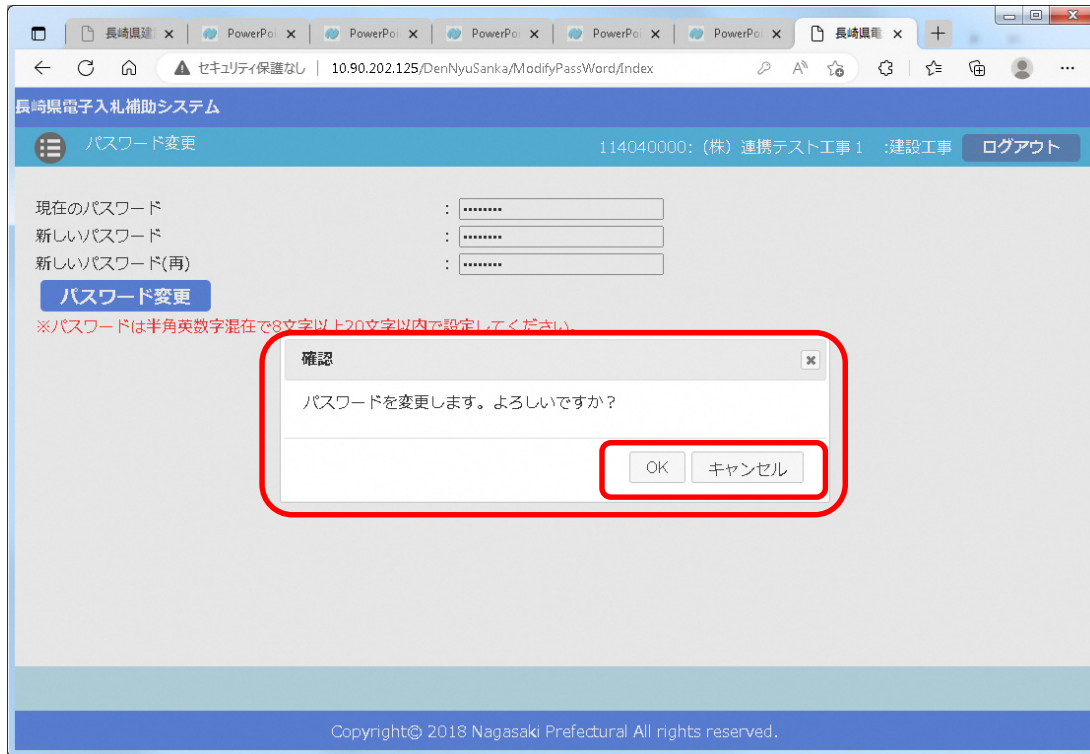 長崎県建 PowerPoi PowerPoi PowerPoi PowerPoi PowerPoi 長崎県電
セキュリティ保護なし 10.90.202.125/DenNyuSanka/ModifyPassWord/Index
長崎県電子入札補助システム
パスワード変更 114040000: (株) 連携テスト工事1 :建設工事 ログアウト
現在のパスワード : ••••••••
新しいパスワード : ••••••••
新しいパスワード(再) : ••••••••
パスワード変更
※パスワードは半角英数字混在で8文字以上20文字以内で設定してください。
確認
パスワードを変更します。よろしいですか？
OK キャンセル
Copyright© 2018 Nagasaki Prefectural All rights reserved.